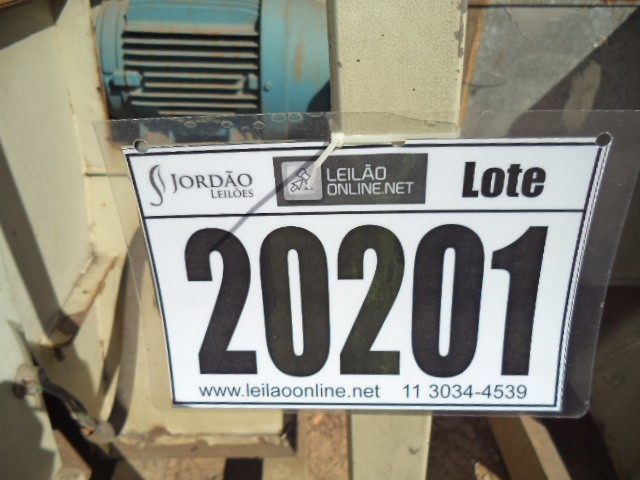 JORDÃO
LEILÕES
LEILÃO
ONLINE.NET
Lote
20201
www.leilaoonline.net 11 3034-4539